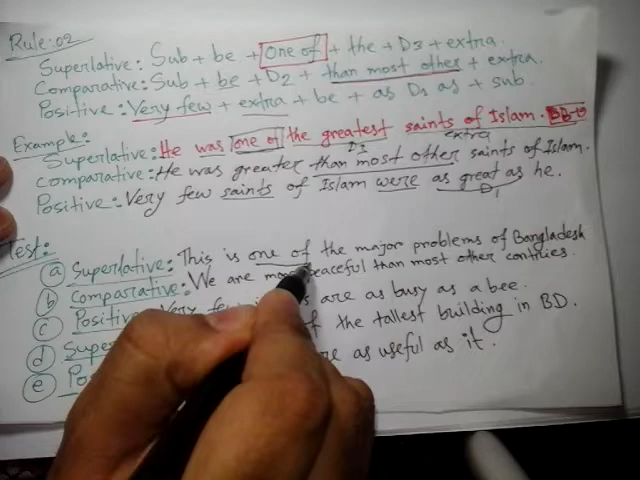 Rule: 02
Superlative: Sub + be + one of + the + D3 + extra.
Comparative: Sub + be + D2 + than most other + extra.
Positive: Very few + extra + be + as D1 as + sub.
Example:
Superlative: He was one of the greatest saints of Islam.
D3 extra
Comparative: He was greater than most other saints of Islam.
Positive: Very few saints of Islam were as great as he.
D1
Test:
(a) Superlative: This is one of the major problems of Bangladesh
(b) Comparative: We are peaceful than most other contries.
(c) Positive: Very few are as busy as a bee.
(d) the tallest building in BD.
(e) as useful as it.